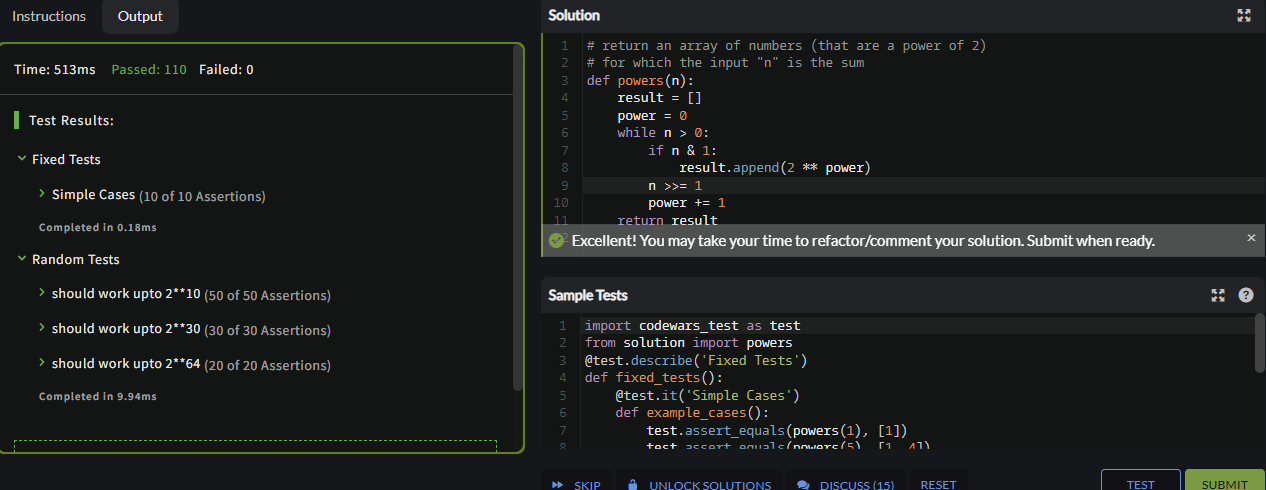 Instructions Output
Time: 513ms Passed: 110 Failed: 0
Test Results:
Fixed Tests
Simple Cases (10 of 10 Assertions)
Completed in 0.18ms
Random Tests
should work upto 2**10 (50 of 50 Assertions)
should work upto 2**30 (30 of 30 Assertions)
should work upto 2**64 (20 of 20 Assertions)
Completed in 9.94ms
Solution
1 # return an array of numbers (that are a power of 2)
2 # for which the input "n" is the sum
3 def powers(n):
4     result = []
5     power = 0
6     while n > 0:
7         if n & 1:
8             result.append(2 ** power)
9         n >>= 1
10         power += 1
11     return result
Excellent! You may take your time to refactor/comment your solution. Submit when ready.
Sample Tests
1 import codewars_test as test
2 from solution import powers
3 @test.describe('Fixed Tests')
4 def fixed_tests():
5     @test.it('Simple Cases')
6     def example_cases():
7         test.assert_equals(powers(1), [1])
8         test.assert_equals(powers(5), [1, 4])
SKIP UNLOCK SOLUTIONS DISCUSS (15) RESET TEST SUBMIT